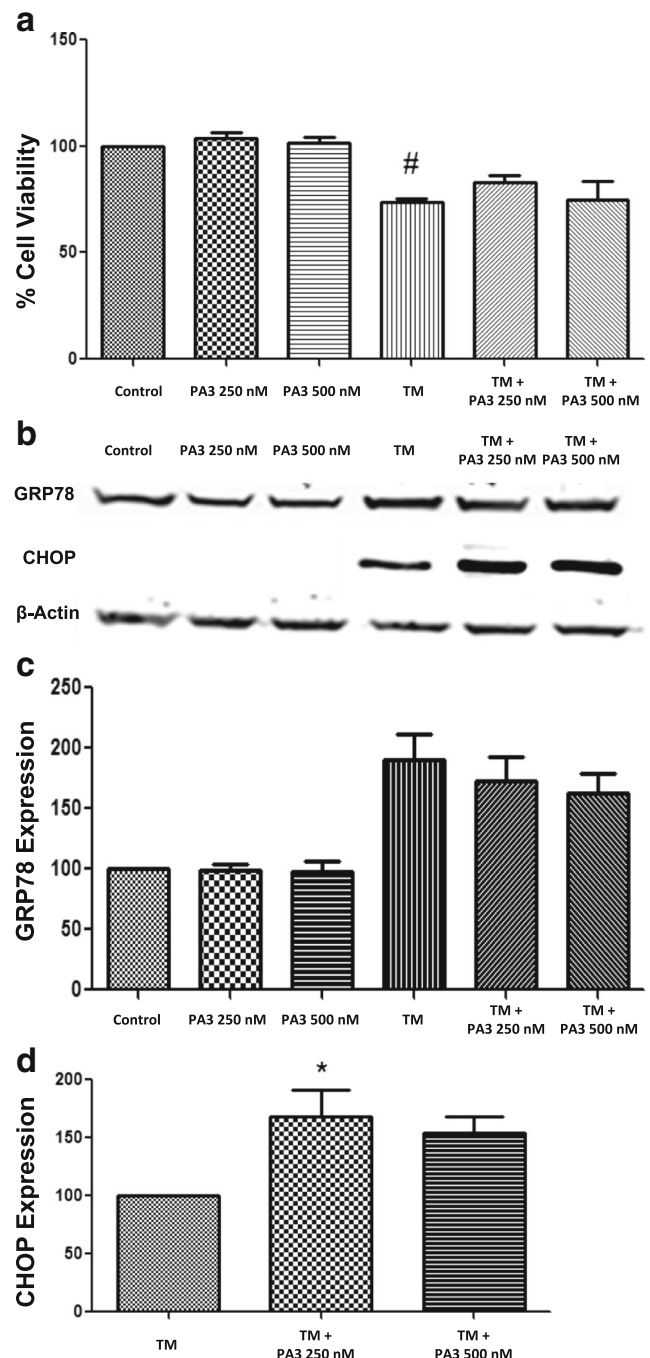 a
150
100
50
0
% Cell Viability
#
Control PA3 250 nM PA3 500 nM TM TM + PA3 250 nM TM + PA3 500 nM
b
Control PA3 250 nM PA3 500 nM TM TM + PA3 250 nM TM + PA3 500 nM
GRP78
CHOP
β-Actin
c
250
200
150
100
50
0
GRP78 Expression
Control PA3 250 nM PA3 500 nM TM TM + PA3 250 nM TM + PA3 500 nM
d
200
150
100
50
0
CHOP Expression
*
TM TM + PA3 250 nM TM + PA3 500 nM